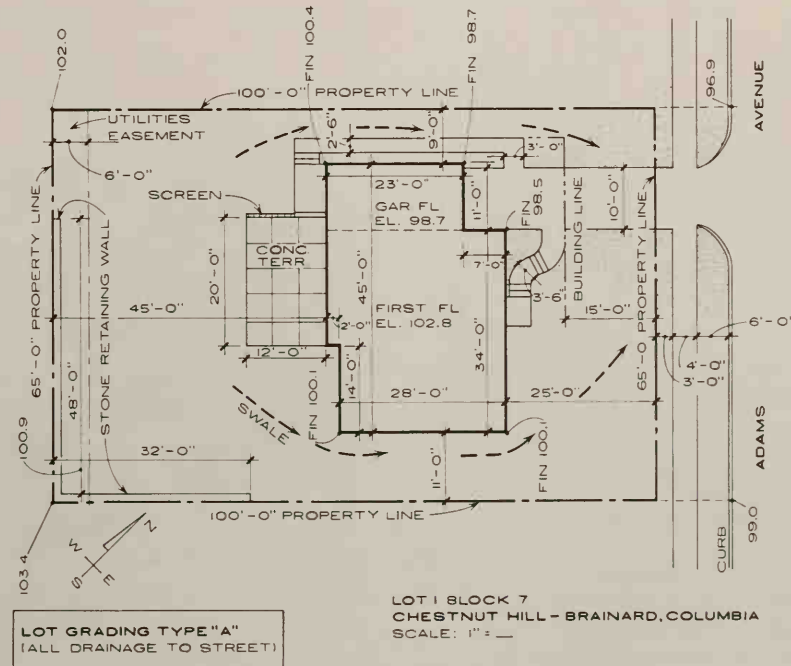 102.0
FIN 100.4
FIN 98.7
100'-0" PROPERTY LINE
96.9
AVENUE
UTILITIES
EASEMENT
2'-6"
9'-0"
3'-0"
6'-0"
SCREEN
23'-0"
11'-0"
GAR FL
EL. 98.7
FIN 98.5
10'-0"
CONC
TERR
7'-0"
BUILDING LINE
65'-0" PROPERTY LINE
STONE RETAINING WALL
20'-0"
45'-0"
45'-0"
FIRST FL
EL. 102.8
3'-6"
15'-0"
65'-0" PROPERTY LINE
6'-0"
2'-0"
34'-0"
4'-0"
3'-0"
12'-0"
14'-0"
48'-0"
28'-0"
25'-0"
100.9
SWALE
FIN 100.1
FIN 100.1
32'-0"
11'-0"
ADAMS
100'-0" PROPERTY LINE
99.0
CURB
103.4
N
W
S
E
LOT GRADING TYPE "A"
(ALL DRAINAGE TO STREET)
LOT 1 BLOCK 7
CHESTNUT HILL - BRAINARD, COLUMBIA
SCALE: 1" = __